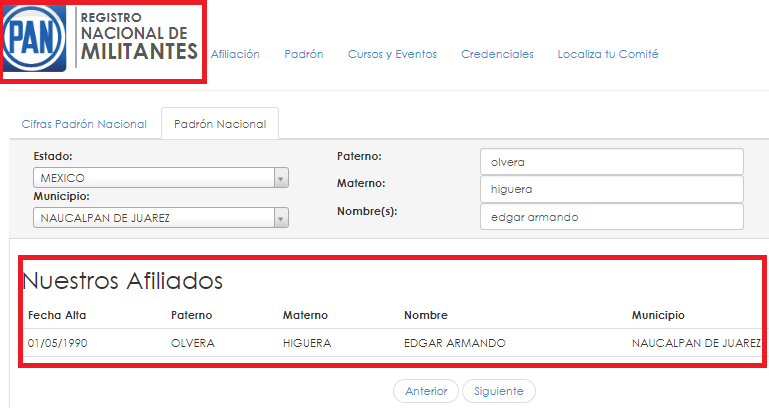 PAN
REGISTRO
NACIONAL DE
MILITANTES
Afiliación Padrón Cursos y Eventos Credenciales Localiza tu Comité
Cifras Padrón Nacional Padrón Nacional
Estado: Paterno: olvera
MEXICO
Materno: higuera
Municipio:
NAUCALPAN DE JUAREZ Nombre(s): edgar armando
Nuestros Afiliados
Fecha Alta Paterno Materno Nombre Municipio
01/05/1990 OLVERA HIGUERA EDGAR ARMANDO NAUCALPAN DE JUAREZ
Anterior Siguiente